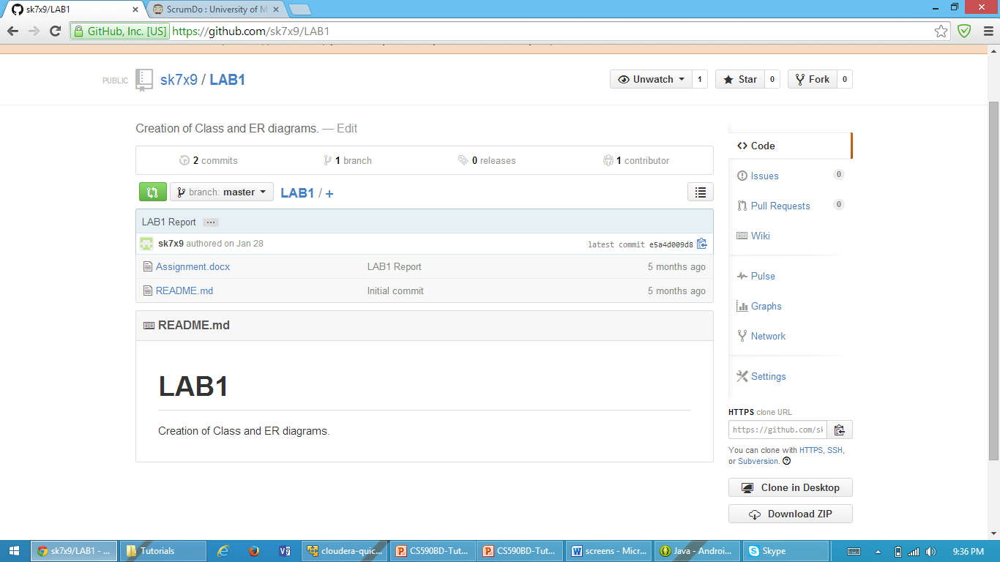 sk7x9/LAB1
ScrumDo : University of M
GitHub, Inc. [US] https://github.com/sk7x9/LAB1
PUBLIC sk7x9 / LAB1
Unwatch 1 Star 0 Fork 0
Creation of Class and ER diagrams. — Edit
2 commits 1 branch 0 releases 1 contributor
branch: master LAB1 / +
LAB1 Report ...
sk7x9 authored on Jan 28 latest commit e5a4d009d8
Assignment.docx LAB1 Report 5 months ago
README.md Initial commit 5 months ago
README.md
LAB1
Creation of Class and ER diagrams.
Code
Issues 0
Pull Requests 0
Wiki
Pulse
Graphs
Network
Settings
HTTPS clone URL
https://github.com/sk
You can clone with HTTPS, SSH,
or Subversion.
Clone in Desktop
Download ZIP
sk7x9/LAB1 - ... Tutorials cloudera-quic... CS590BD-Tut... CS590BD-Tut... screens - Micr... Java - Androi... Skype 9:36 PM